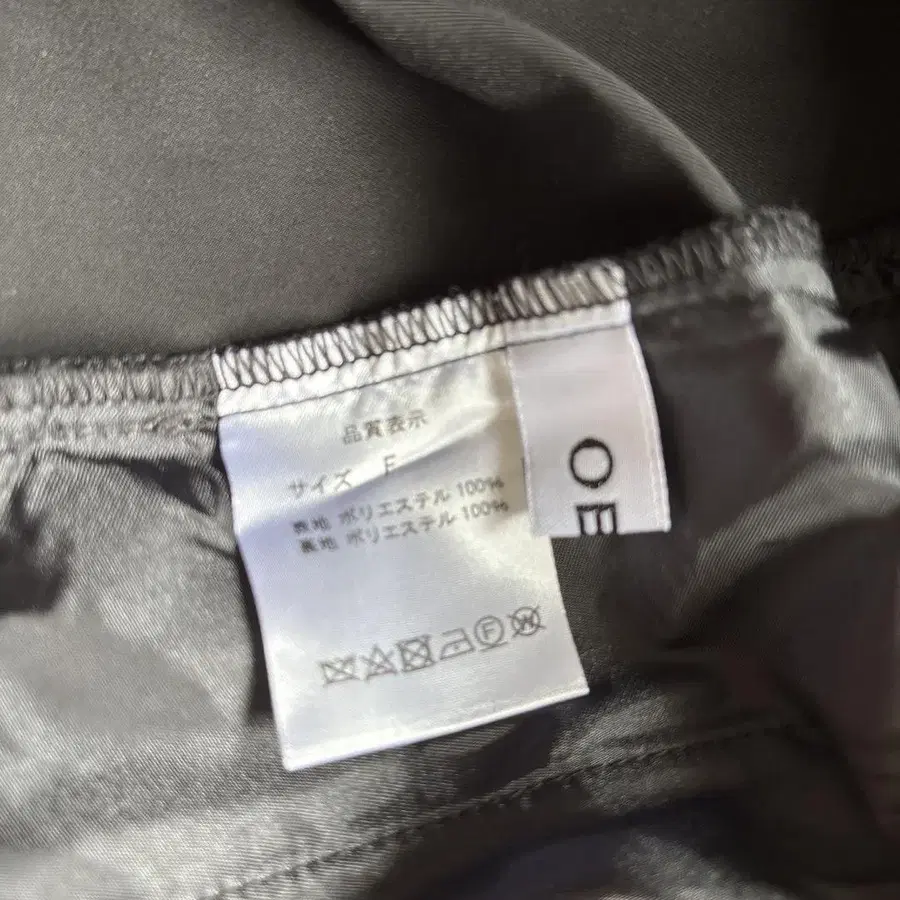 品質表示
サイズ F
表地 ポリエステル 100%
裏地 ポリエステル 100%
F
W
OE